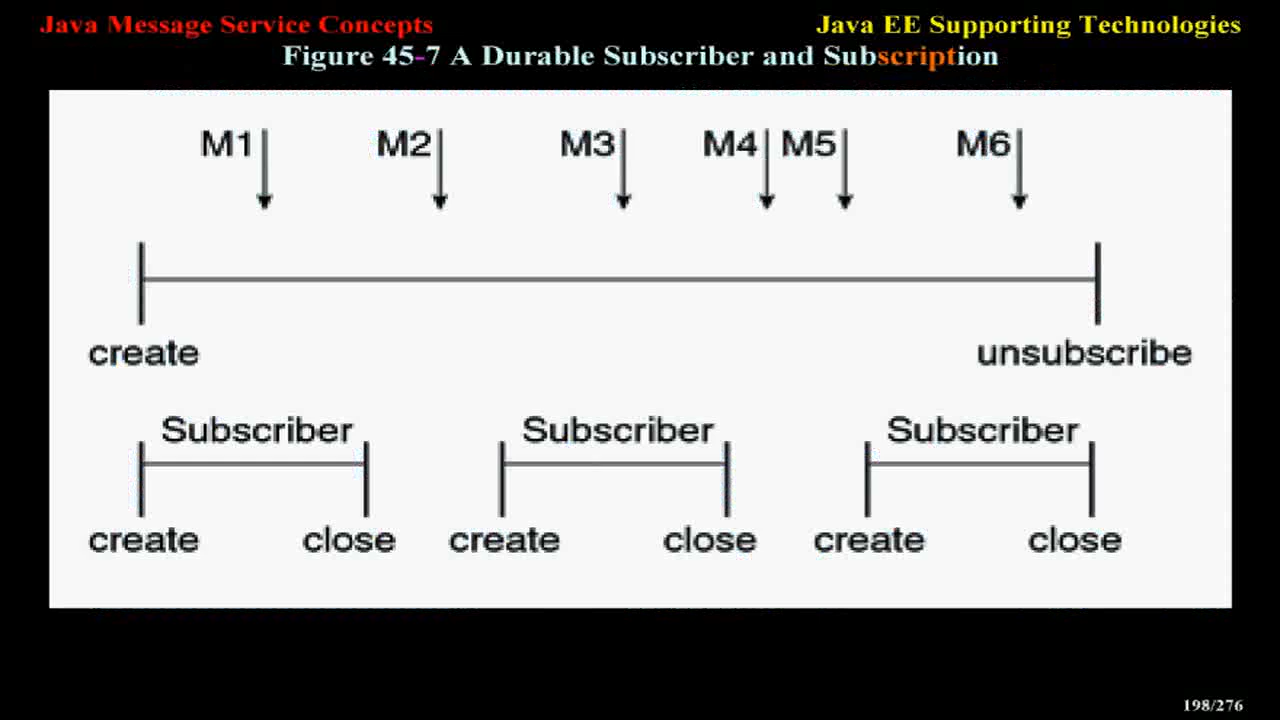 Java Message Service Concepts Java EE Supporting Technologies
Figure 45-7 A Durable Subscriber and Subscription
M1 M2 M3 M4 M5 M6
create unsubscribe
Subscriber Subscriber Subscriber
create close create close create close
198/276